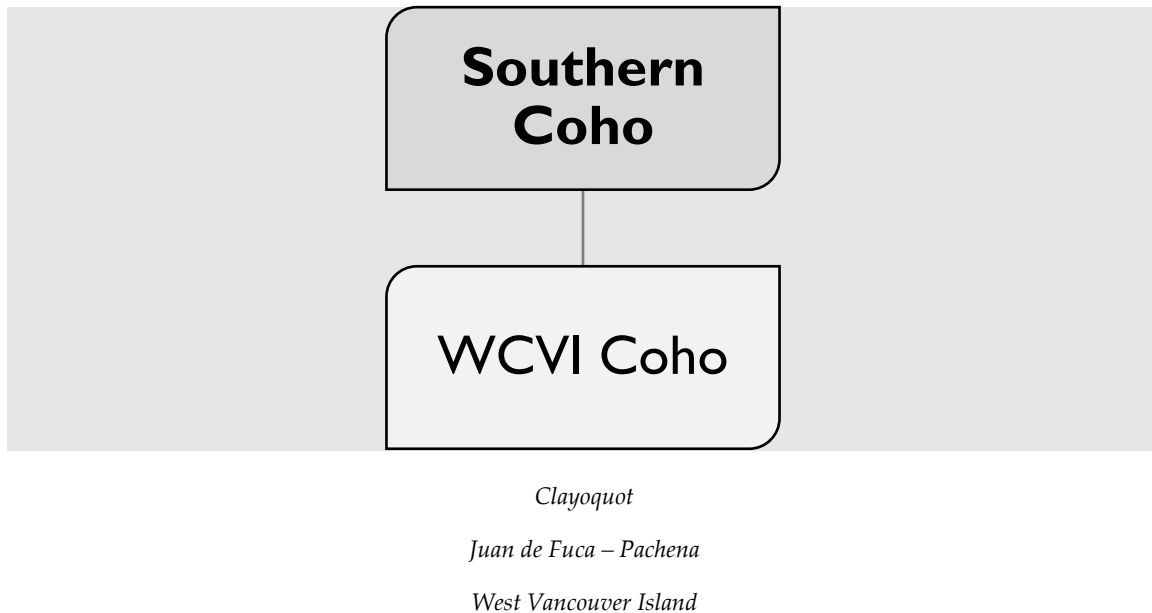 Southern
Coho
WCVI Coho
Clayoquot
Juan de Fuca – Pachena
West Vancouver Island